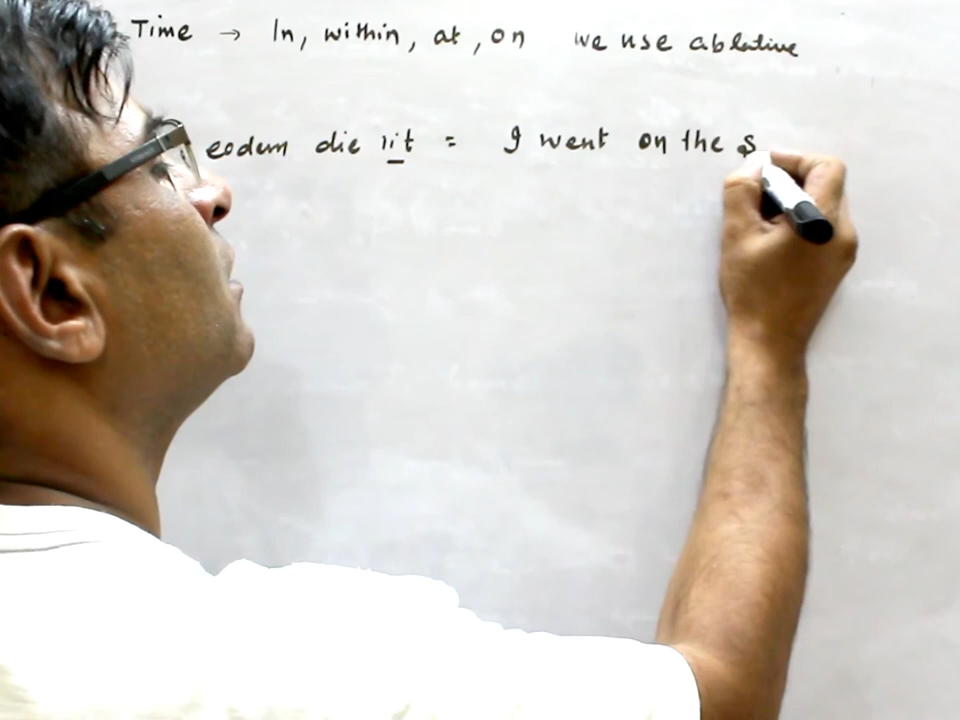 Time → In, within, at, on we use ablative
eodem die iit = I went on the s